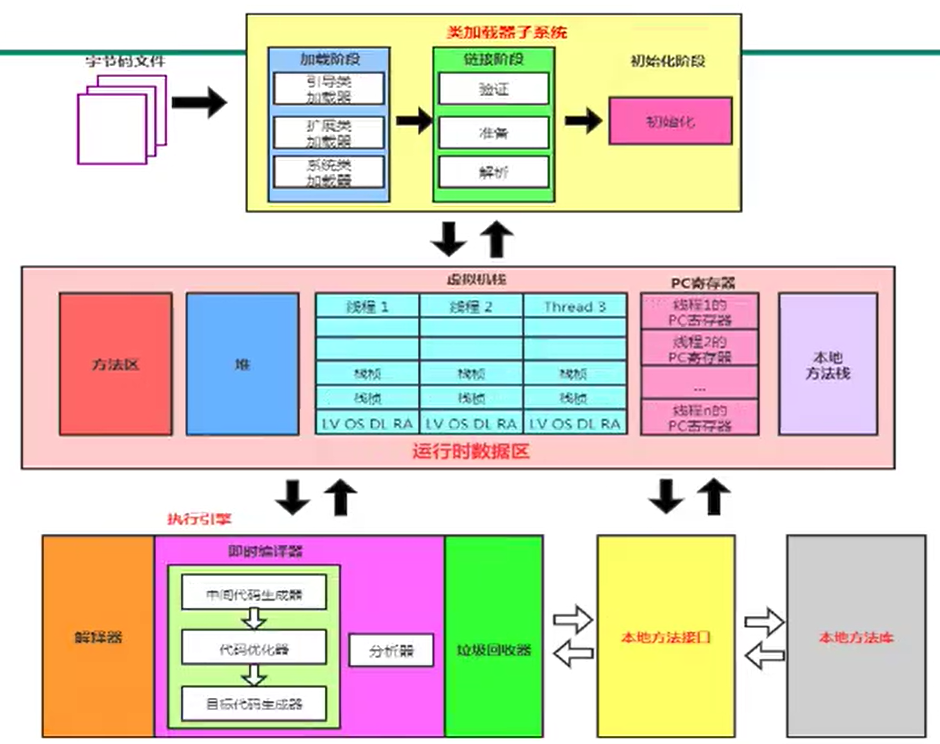 类加载器子系统
字节码文件
加载阶段
引导类
加载器
扩展类
加载器
系统类
加载器
链接阶段
验证
准备
解析
初始化阶段
初始化
虚拟机栈
PC寄存器
方法区
堆
线程 1
线程 2
Thread 3
栈桢
栈桢
栈桢
栈桢
栈桢
栈桢
LV OS DL RA
LV OS DL RA
LV OS DL RA
线程1的
PC寄存器
线程2的
PC寄存器
...
线程n的
PC寄存器
本地
方法栈
运行时数据区
执行引擎
解释器
即时编译器
中间代码生成器
代码优化器
目标代码生成器
分析器
垃圾回收器
本地方法接口
本地方法库